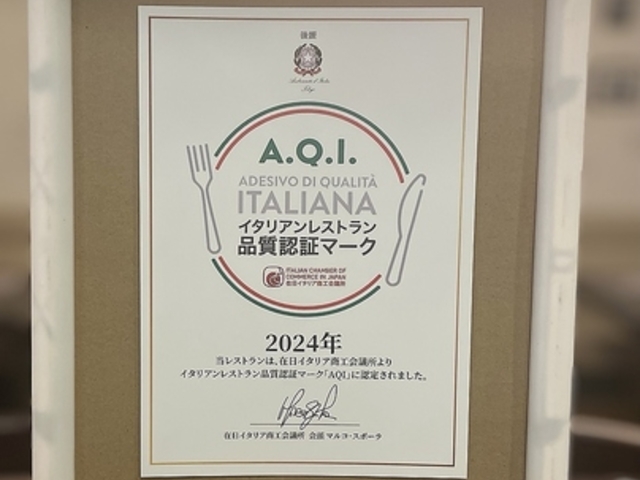 後援
Ambasciata d'Italia
Tokyo
A.Q.I.
ADESIVO DI QUALITÀ
ITALIANA
イタリアンレストラン
品質認証マーク
ITALIAN CHAMBER OF
COMMERCE IN JAPAN
在日イタリア商工会議所
2024年
当レストランは、在日イタリア商工会議所より
イタリアンレストラン品質認証マーク「AQI」に認定されました。
在日イタリア商工会議所 会頭 マルコ・スポーラ